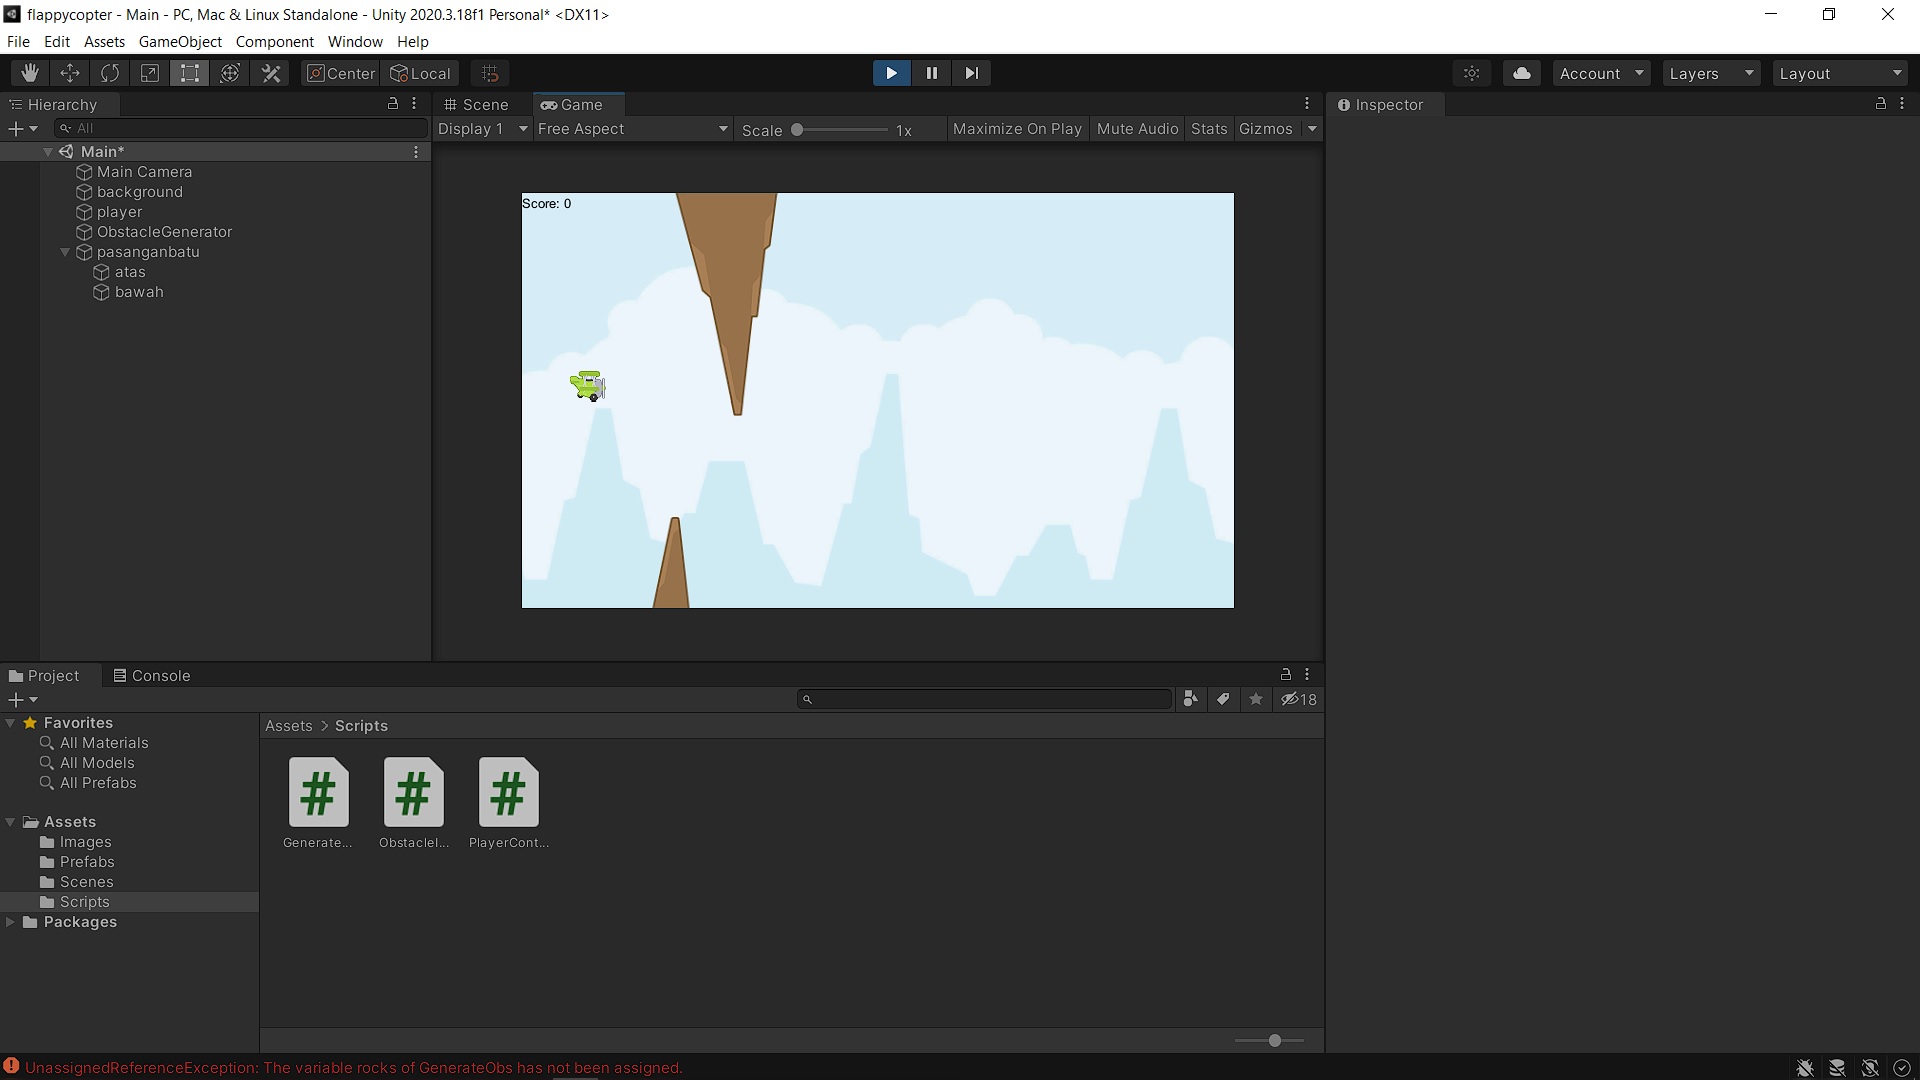 flappycopter - Main - PC, Mac & Linux Standalone - Unity 2020.3.18f1 Personal* <DX11>
File Edit Assets GameObject Component Window Help
Center Local Account Layers Layout
Hierarchy
All
Main*
Main Camera
background
player
ObstacleGenerator
pasanganbatu
atas
bawah
Scene Game
Display 1 Free Aspect Scale 1x Maximize On Play Mute Audio Stats Gizmos
Score: 0
Inspector
Project Console
18
Favorites
All Materials
All Models
All Prefabs
Assets
Images
Prefabs
Scenes
Scripts
Packages
Assets > Scripts
Generate... ObstacleI... PlayerCont...
UnassignedReferenceException: The variable rocks of GenerateObs has not been assigned.